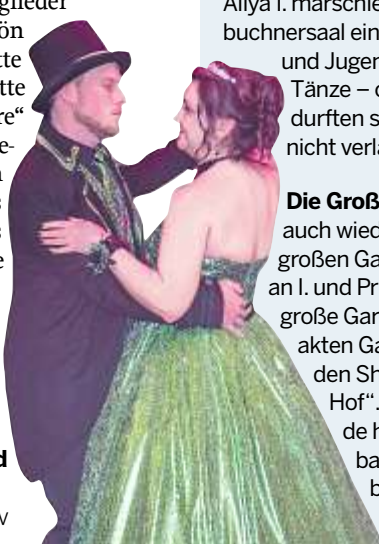 glieder
ön
tte
tte
re“
e-
n
e
d
V
Aliya I. marschie
buchnersaal ein
und Jugen
Tänze –
durften s
nicht verla
Die Groß
auch wied
großen Ga
an I. und Pr
große Gar
akten Ga
den Sh
Hof“.
de h
ba
b